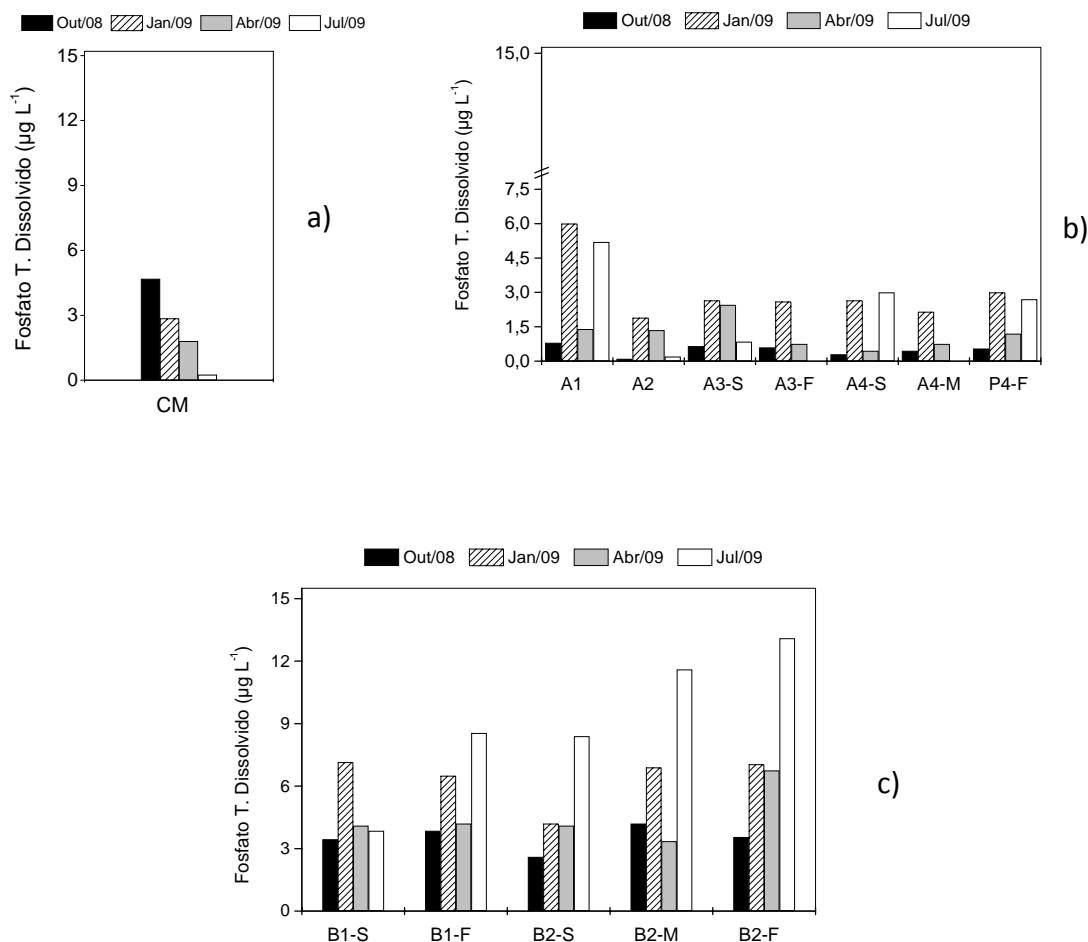 Out/08 Jan/09 Abr/09 Jul/09
15
12
9
6
3
0
Fosfato T. Dissolvido (µg L⁻¹)
CM
a)
Out/08 Jan/09 Abr/09 Jul/09
15,0
7,5
6,0
4,5
3,0
1,5
0,0
Fosfato T. Dissolvido (µg L⁻¹)
A1 A2 A3-S A3-F A4-S A4-M P4-F
b)
Out/08 Jan/09 Abr/09 Jul/09
15
12
9
6
3
0
Fosfato T. Dissolvido (µg L⁻¹)
B1-S B1-F B2-S B2-M B2-F
c)